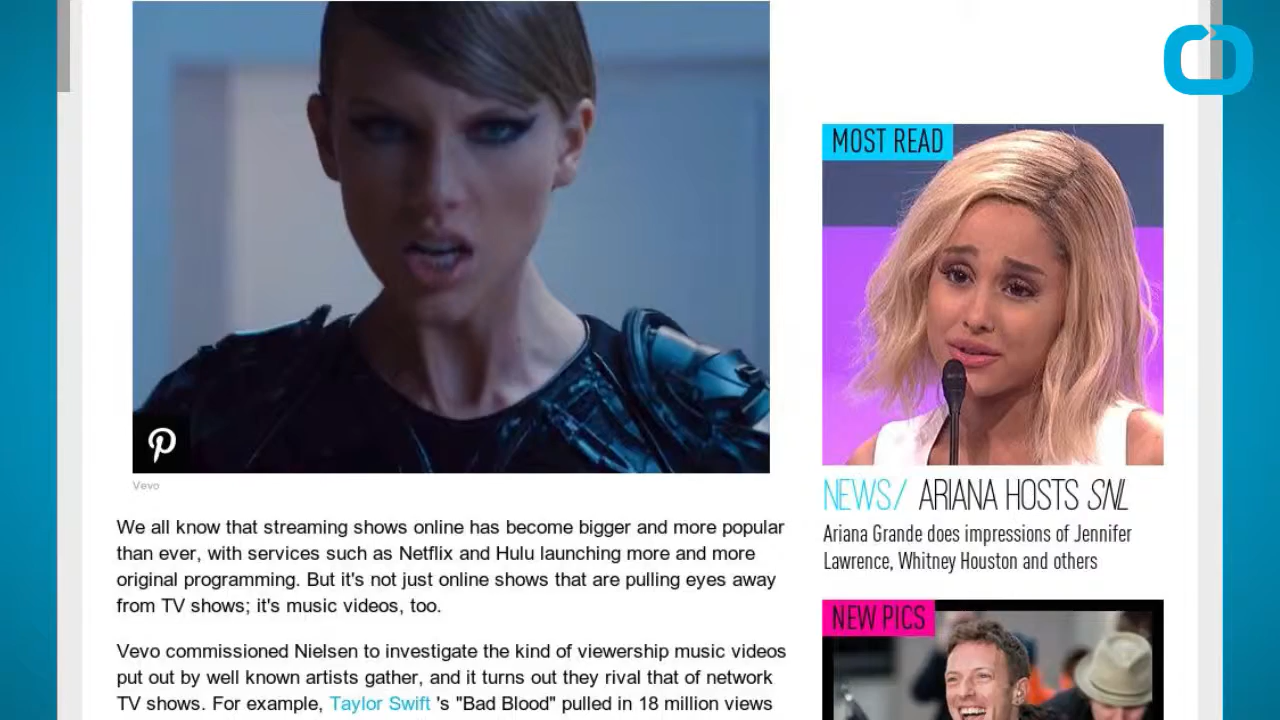 MOST READ
Vevo
We all know that streaming shows online has become bigger and more popular
than ever, with services such as Netflix and Hulu launching more and more
original programming. But it's not just online shows that are pulling eyes away
from TV shows; it's music videos, too.
Vevo commissioned Nielsen to investigate the kind of viewership music videos
put out by well known artists gather, and it turns out they rival that of network
TV shows. For example, Taylor Swift 's "Bad Blood" pulled in 18 million views
NEWS/ ARIANA HOSTS SNL
Ariana Grande does impressions of Jennifer
Lawrence, Whitney Houston and others
NEW PICS